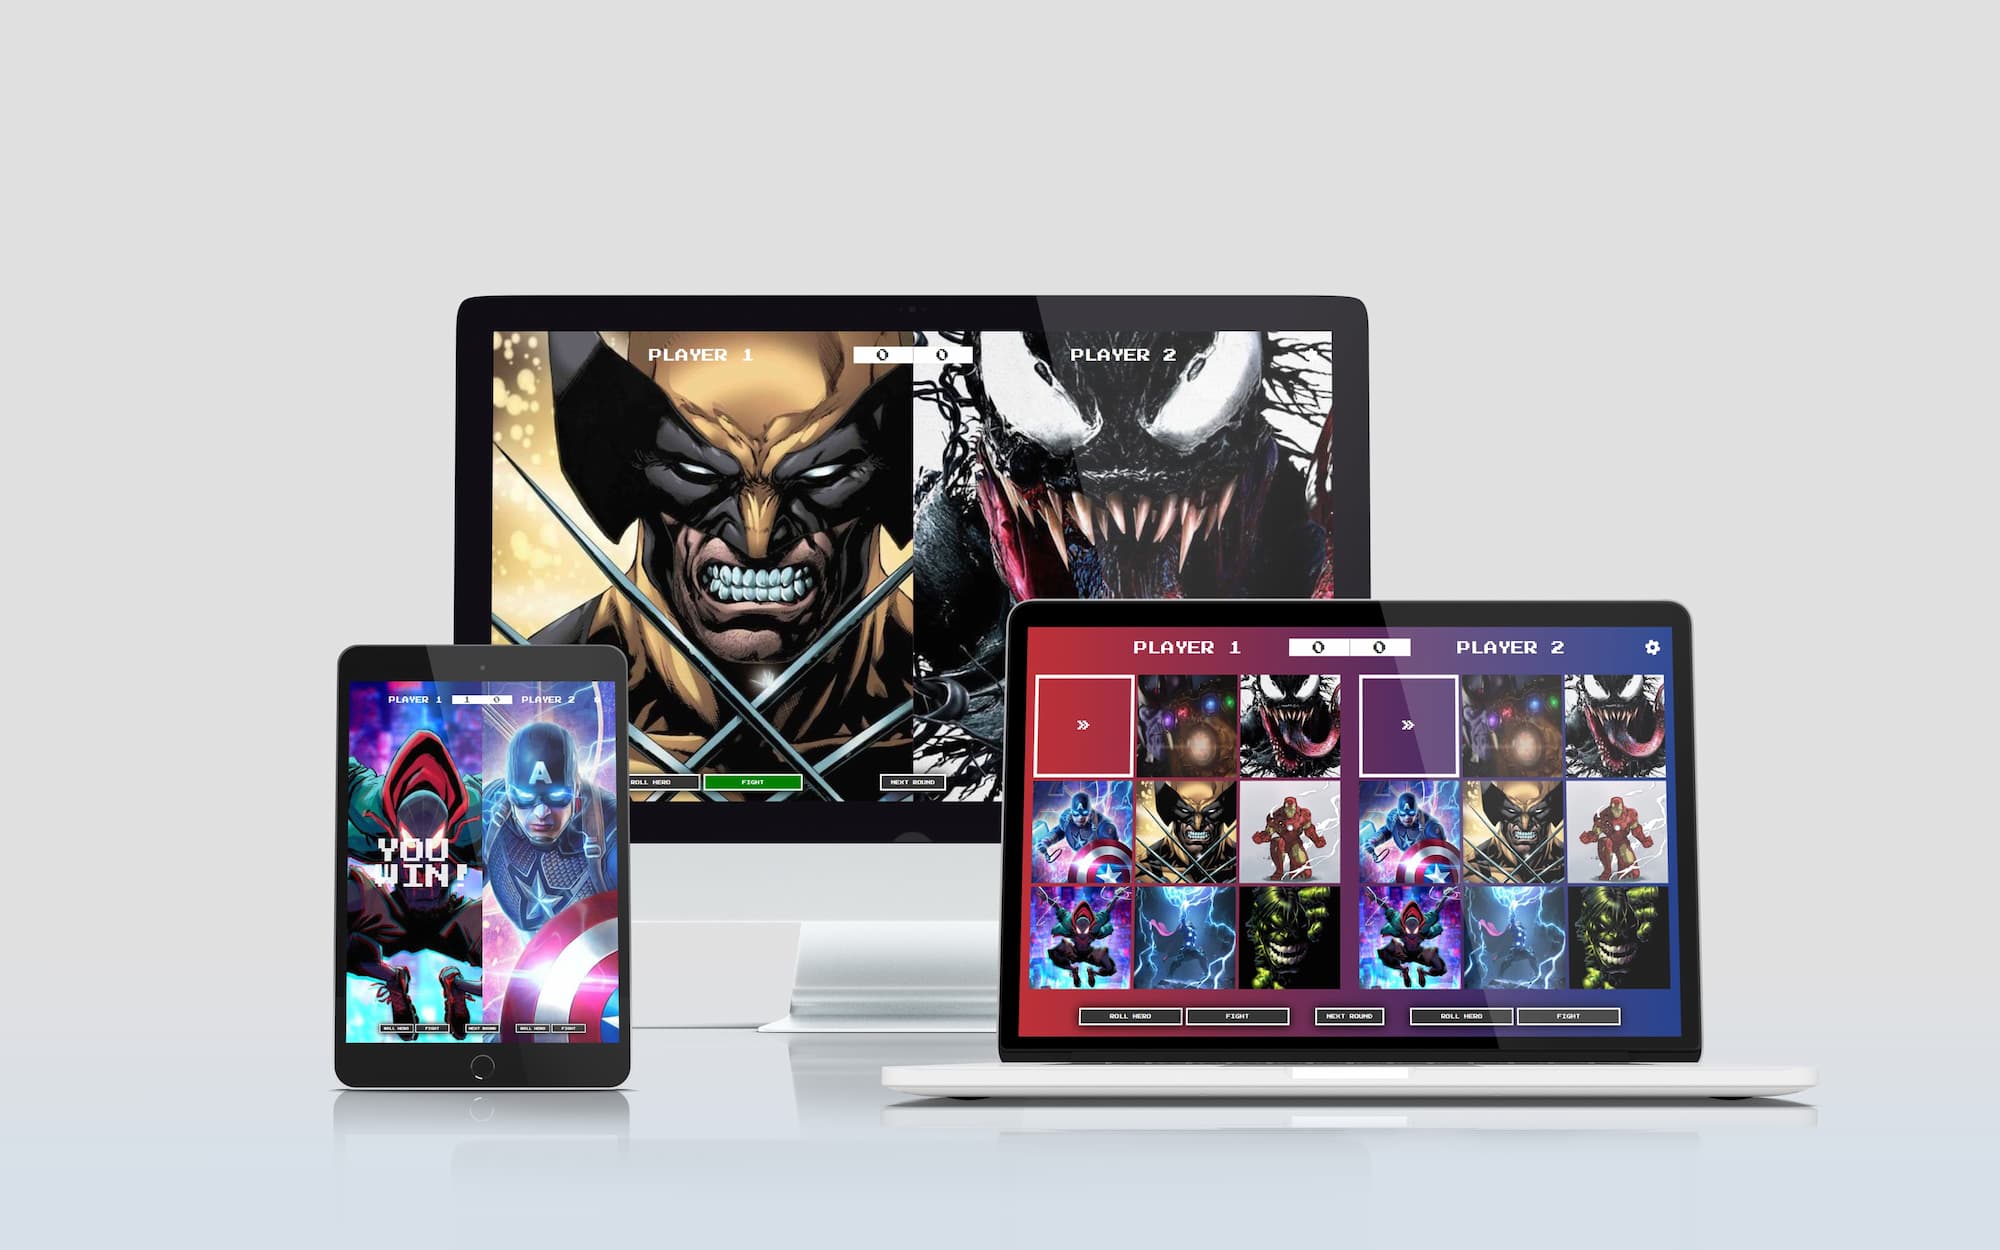 PLAYER 1 0 0 PLAYER 2
ROLL HERO FIGHT NEXT ROUND
PLAYER 1 1 0 PLAYER 2
A
YOU
WIN!
ROLL HERO FIGHT NEXT ROUND ROLL HERO FIGHT
PLAYER 1 0 0 PLAYER 2
A A
ROLL HERO FIGHT NEXT ROUND ROLL HERO FIGHT